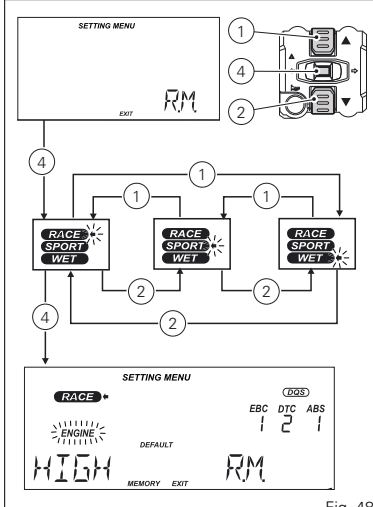 SETTING MENU
R.M.
EXIT
1
4
2
4
1
1
1
RACE
SPORT
WET
RACE
SPORT
WET
RACE
SPORT
WET
2
2
4
2
SETTING MENU
RACE
DQS
EBC DTC ABS
1 2 1
ENGINE
DEFAULT
HIGH
R.M.
MEMORY EXIT
Fig. 48